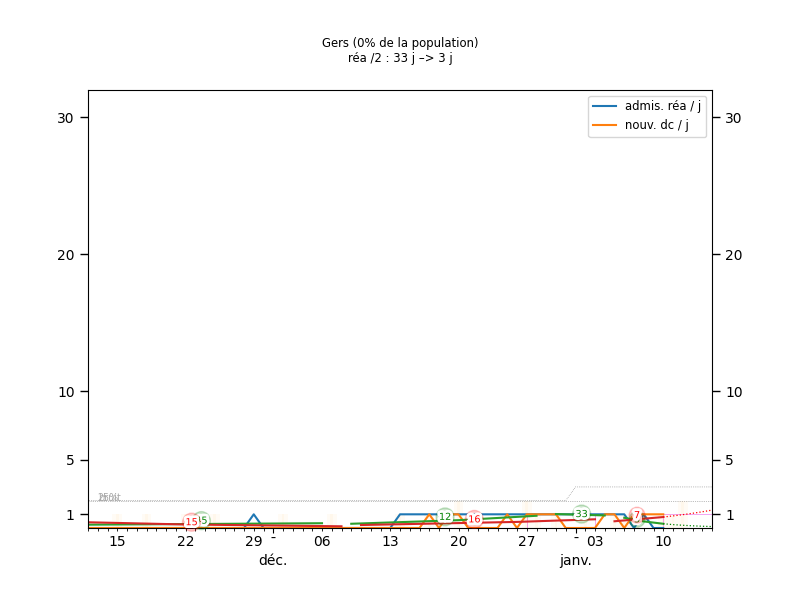 Gers (0% de la population)
réa /2 : 33 j –> 3 j
admis. réa / j
nouv. dc / j
30 30
20 20
10 10
5 5
1 1
15 12 16 33 7
15 22 29 - 06 13 20 27 - 03 10
déc. janv.